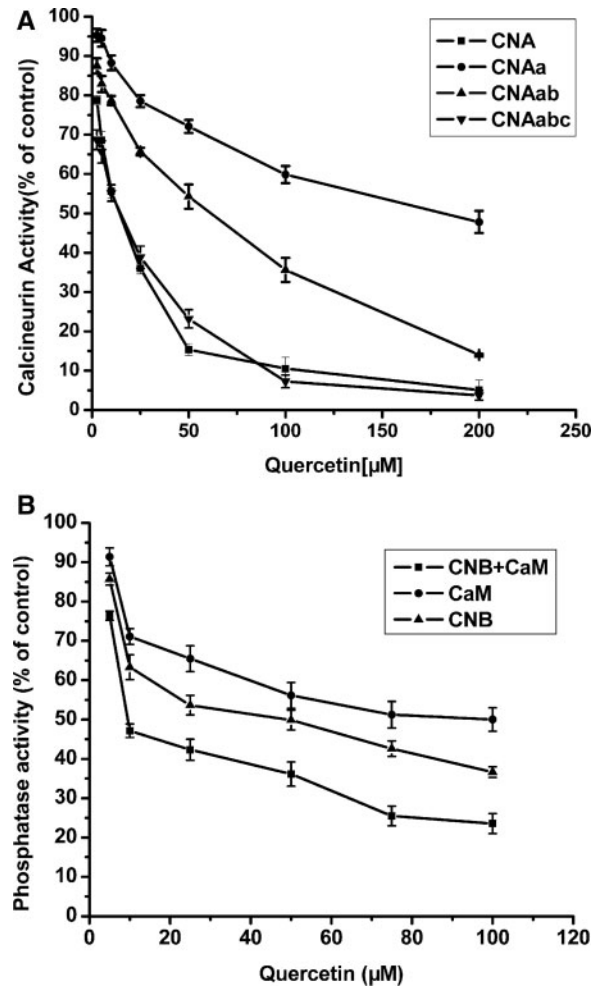 A
100
90
80
70
60
50
40
30
20
10
0
Calcineurin Activity(% of control)
CNA
CNAa
CNAab
CNAabc
0 50 100 150 200 250
Quercetin[µM]
B
100
90
80
70
60
50
40
30
20
10
0
Phosphatase activity (% of control)
CNB+CaM
CaM
CNB
0 20 40 60 80 100 120
Quercetin (µM)